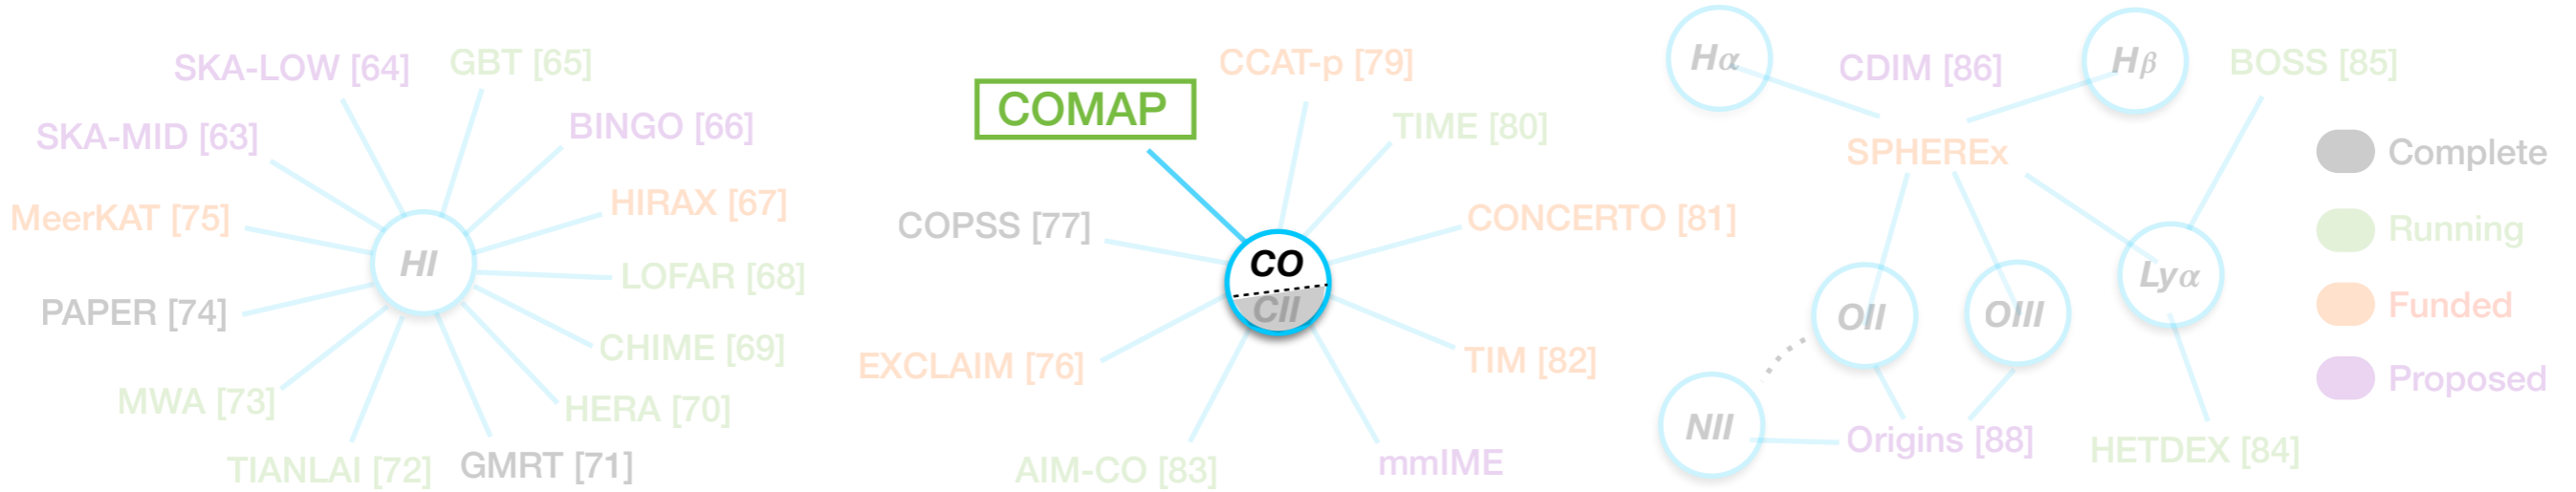 SKA-LOW [64]
GBT [65]
SKA-MID [63]
BINGO [66]
MeerKAT [75]
HIRAX [67]
HI
LOFAR [68]
PAPER [74]
CHIME [69]
MWA [73]
HERA [70]
TIANLAI [72]
GMRT [71]
COMAP
CCAT-p [79]
TIME [80]
COPSS [77]
CONCERTO [81]
CO
CII
EXCLAIM [76]
TIM [82]
AIM-CO [83]
mmIME
Hα
CDIM [86]
Hβ
BOSS [85]
SPHEREx
Lyα
OII
OIII
NII
Origins [88]
HETDEX [84]
Complete
Running
Funded
Proposed